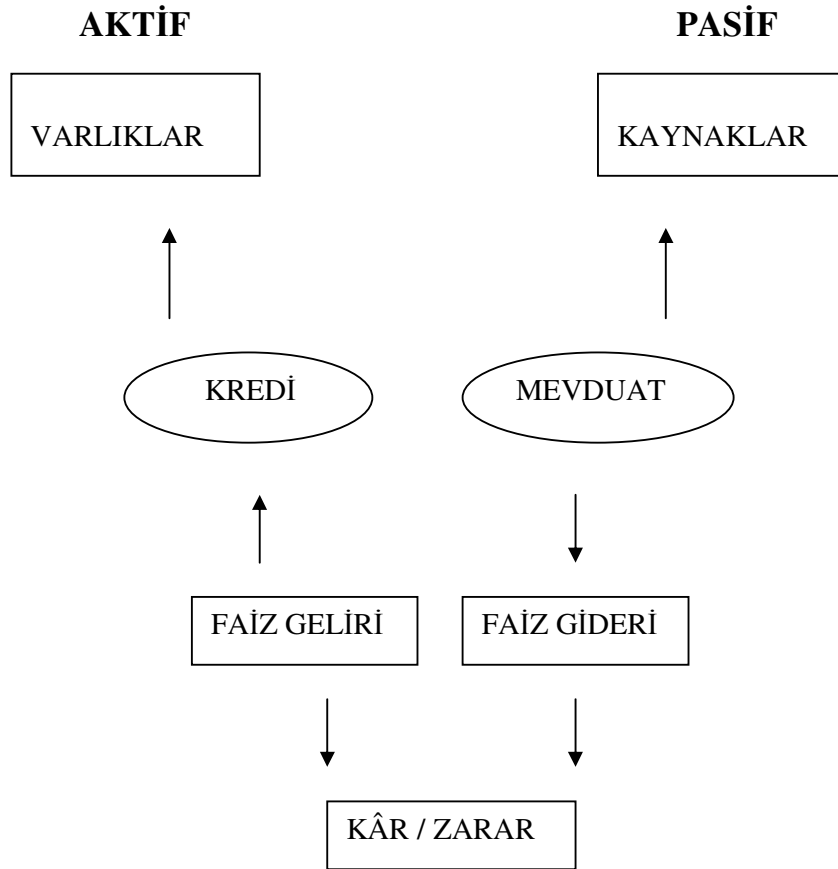 AKTİF
PASİF
VARLIKLAR
KAYNAKLAR
KREDİ
MEVDUAT
FAİZ GELİRİ
FAİZ GİDERİ
KÂR / ZARAR